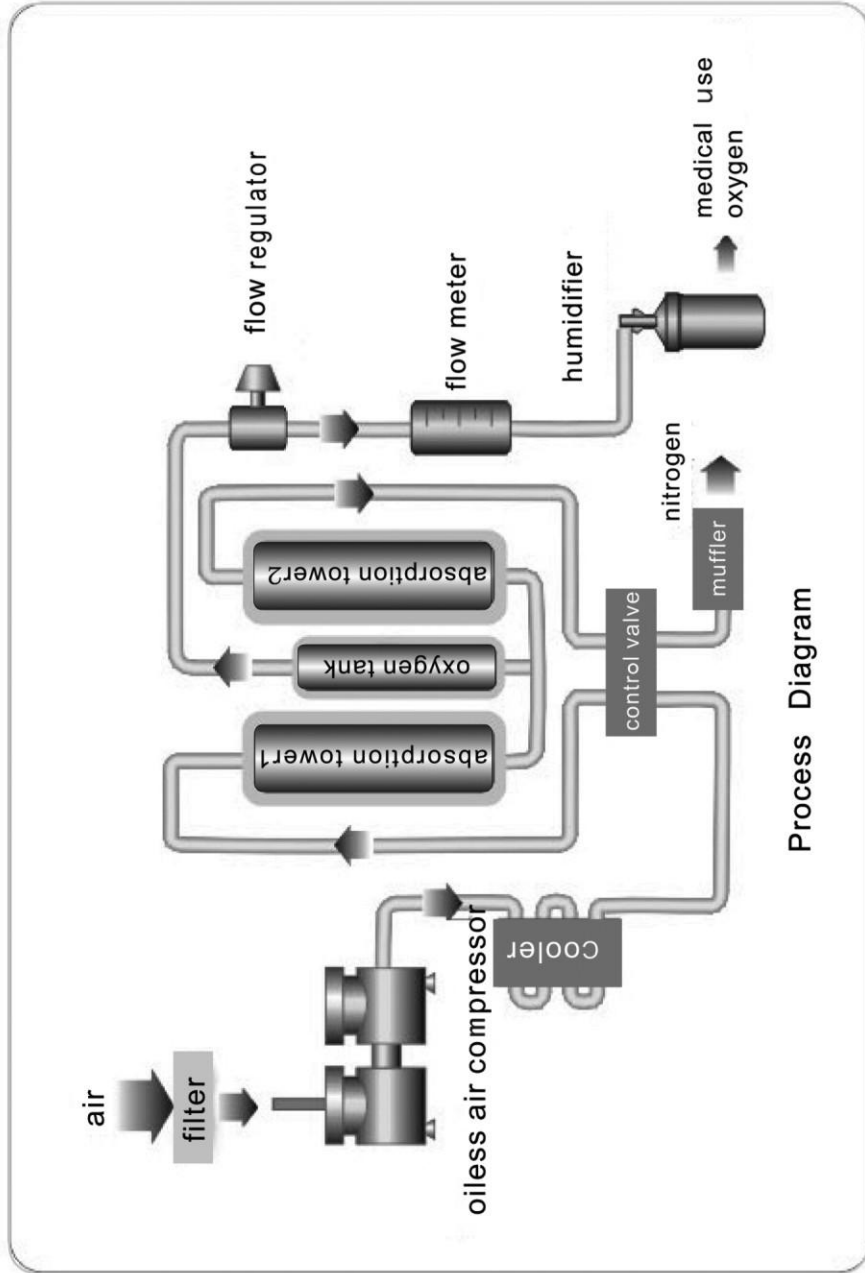 air
filter
oiless air compressor
Cooler
absorption tower1
oxygen tank
absorption tower2
control valve
muffler
nitrogen
flow regulator
flow meter
humidifier
medical use
oxygen
Process Diagram